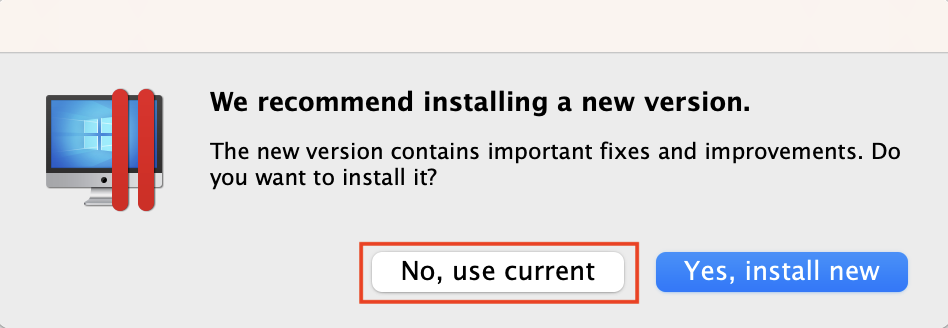 We recommend installing a new version.
The new version contains important fixes and improvements. Do
you want to install it?
No, use current
Yes, install new